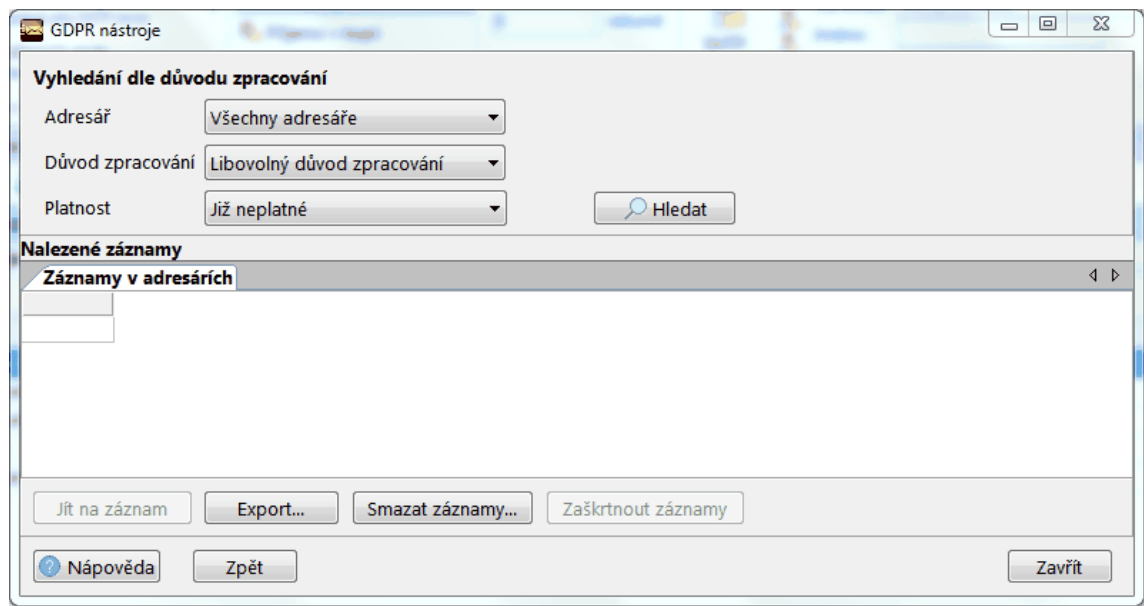 GDPR nástroje
Vyhledání dle důvodu zpracování
Adresář Všechny adresáře
Důvod zpracování Libovolný důvod zpracování
Platnost Již neplatné Hledat
Nalezené záznamy
Záznamy v adresárích
Jít na záznam Export... Smazat záznamy... Zaškrtnout záznamy
Nápověda Zpět Zavřít